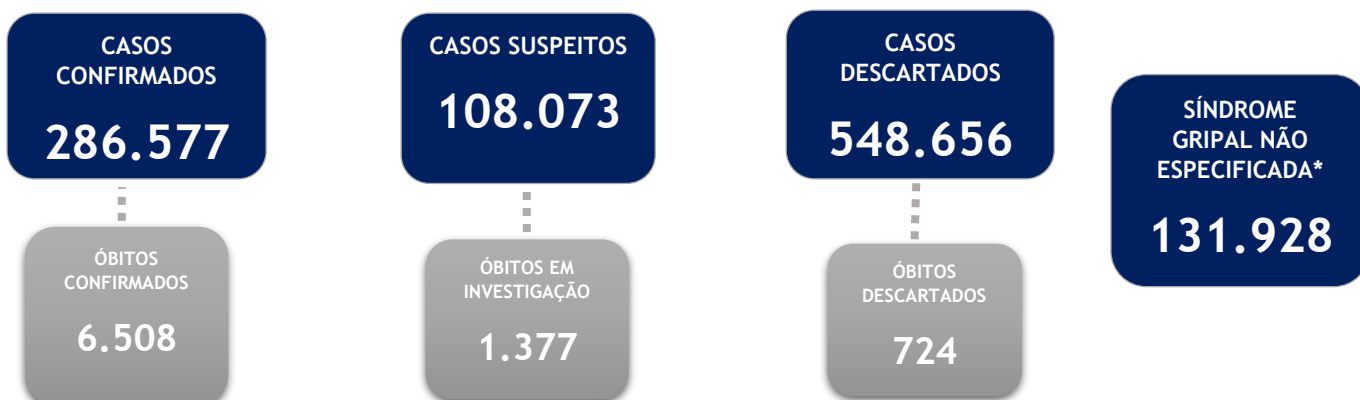 CASOS
CONFIRMADOS
286.577
ÓBITOS
CONFIRMADOS
6.508
CASOS SUSPEITOS
108.073
ÓBITOS EM
INVESTIGAÇÃO
1.377
CASOS
DESCARTADOS
548.656
ÓBITOS
DESCARTADOS
724
SÍNDROME
GRIPAL NÃO
ESPECIFICADA*
131.928